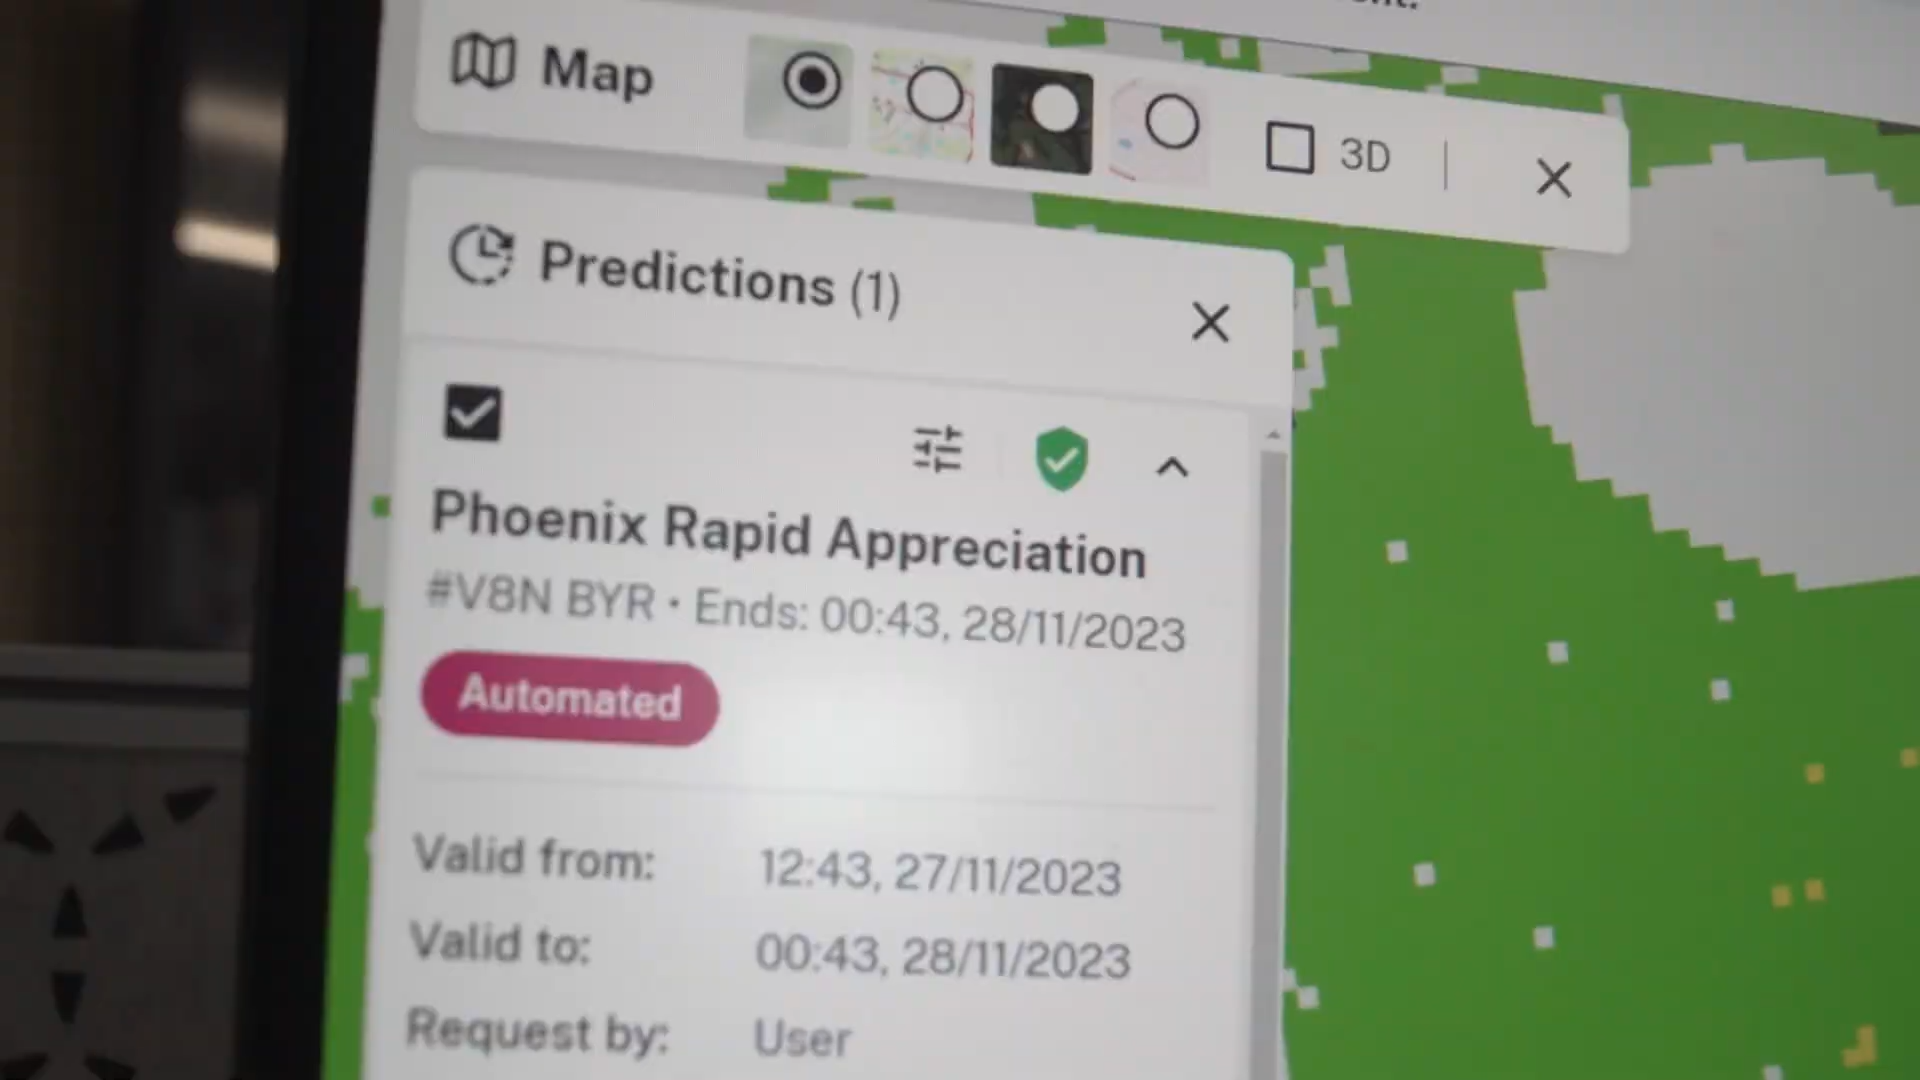 Map
3D
Predictions (1)
Phoenix Rapid Appreciation
#V8N BYR • Ends: 00:43, 28/11/2023
Automated
Valid from: 12:43, 27/11/2023
Valid to: 00:43, 28/11/2023
Request by: User